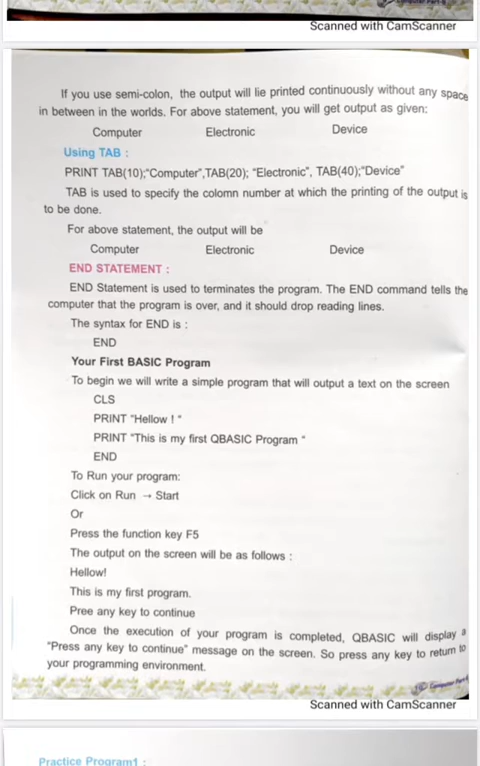 Scanned with CamScanner
If you use semi-colon, the output will lie printed continuously without any space
in between in the worlds. For above statement, you will get output as given:
Computer Electronic Device
Using TAB :
PRINT TAB(10);"Computer",TAB(20); "Electronic", TAB(40);"Device"
TAB is used to specify the colomn number at which the printing of the output is
to be done.
For above statement, the output will be
Computer Electronic Device
END STATEMENT :
END Statement is used to terminates the program. The END command tells the
computer that the program is over, and it should drop reading lines.
The syntax for END is :
END
Your First BASIC Program
To begin we will write a simple program that will output a text on the screen
CLS
PRINT "Hellow ! "
PRINT "This is my first QBASIC Program "
END
To Run your program:
Click on Run → Start
Or
Press the function key F5
The output on the screen will be as follows :
Hellow!
This is my first program.
Pree any key to continue
Once the execution of your program is completed, QBASIC will display a
"Press any key to continue" message on the screen. So press any key to return to
your programming environment.
Computer Part
Scanned with CamScanner
Practice Program1 :